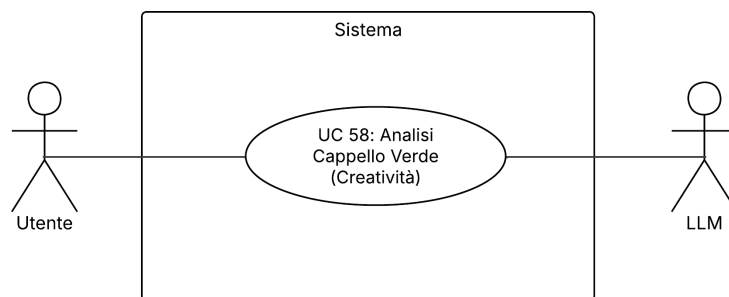 Sistema
UC 58: Analisi
Cappello Verde
(Creatività)
Utente
LLM